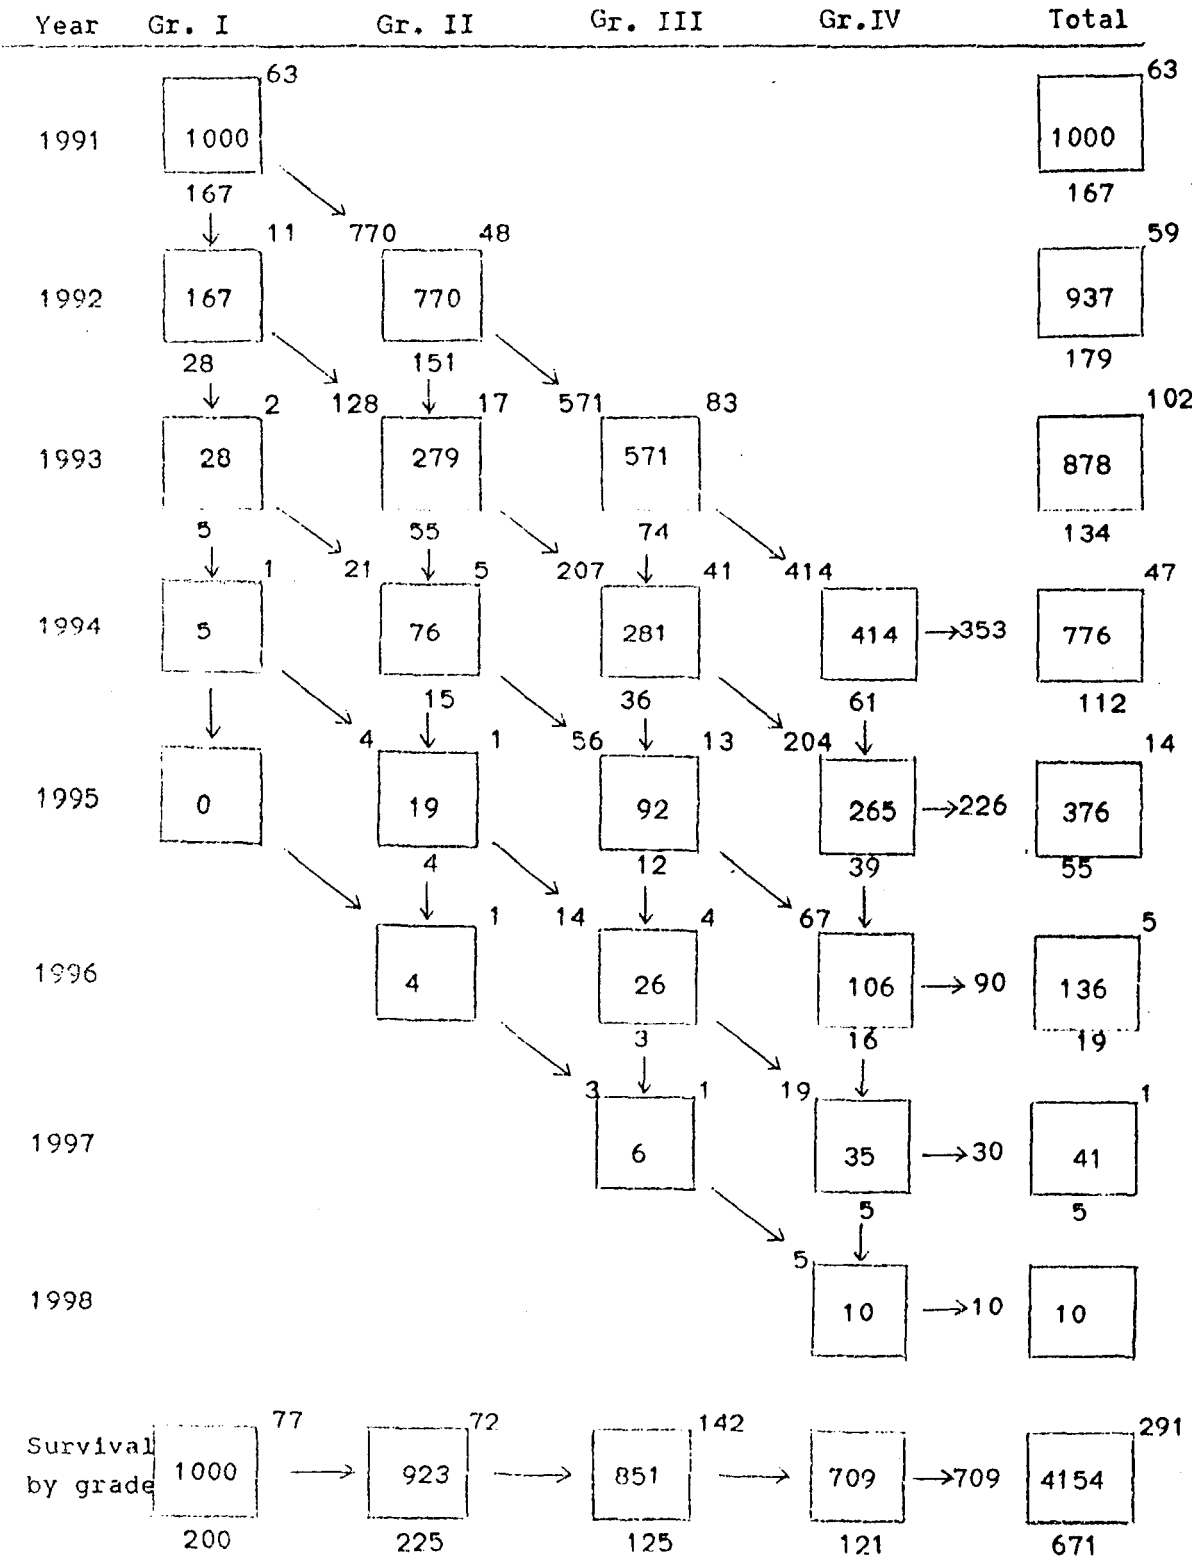 Year Gr. I Gr. II Gr. III Gr.IV Total
63 63
1991 1000 1000
167 167
11 770 48 59
1992 167 770 937
28 151 179
2 128 17 571 83 102
1993 28 279 571 878
5 55 74 134
1 21 5 207 41 414 47
1994 5 76 281 414 353 776
15 36 61 112
4 1 56 13 204 14
1995 0 19 92 265 226 376
4 12 39 55
1 14 4 67 5
1996 4 26 106 90 136
3 16 19
3 1 19 1
1997 6 35 30 41
5 5
5
1998 10 10 10
77 72 142 291
Survival
by grade 1000 923 851 709 709 4154
200 225 125 121 671